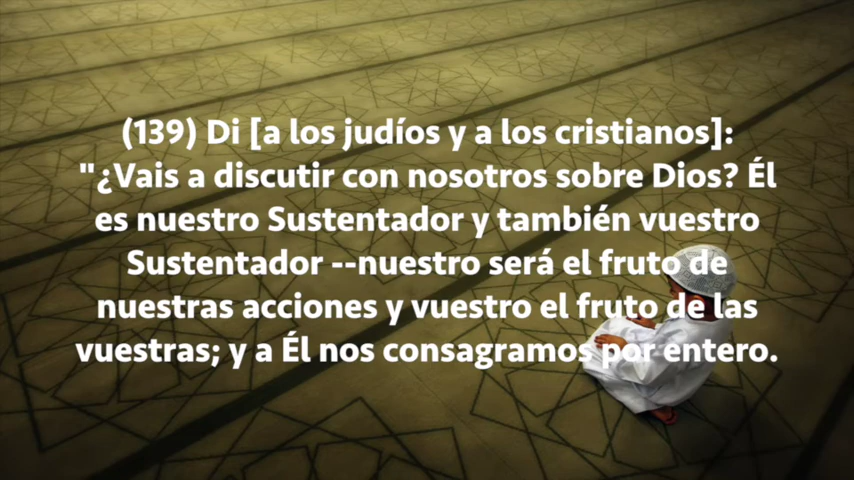 (139) Di [a los judíos y a los cristianos]:
"¿Vais a discutir con nosotros sobre Dios? Él
es nuestro Sustentador y también vuestro
Sustentador --nuestro será el fruto de
nuestras acciones y vuestro el fruto de las
vuestras; y a Él nos consagramos por entero.